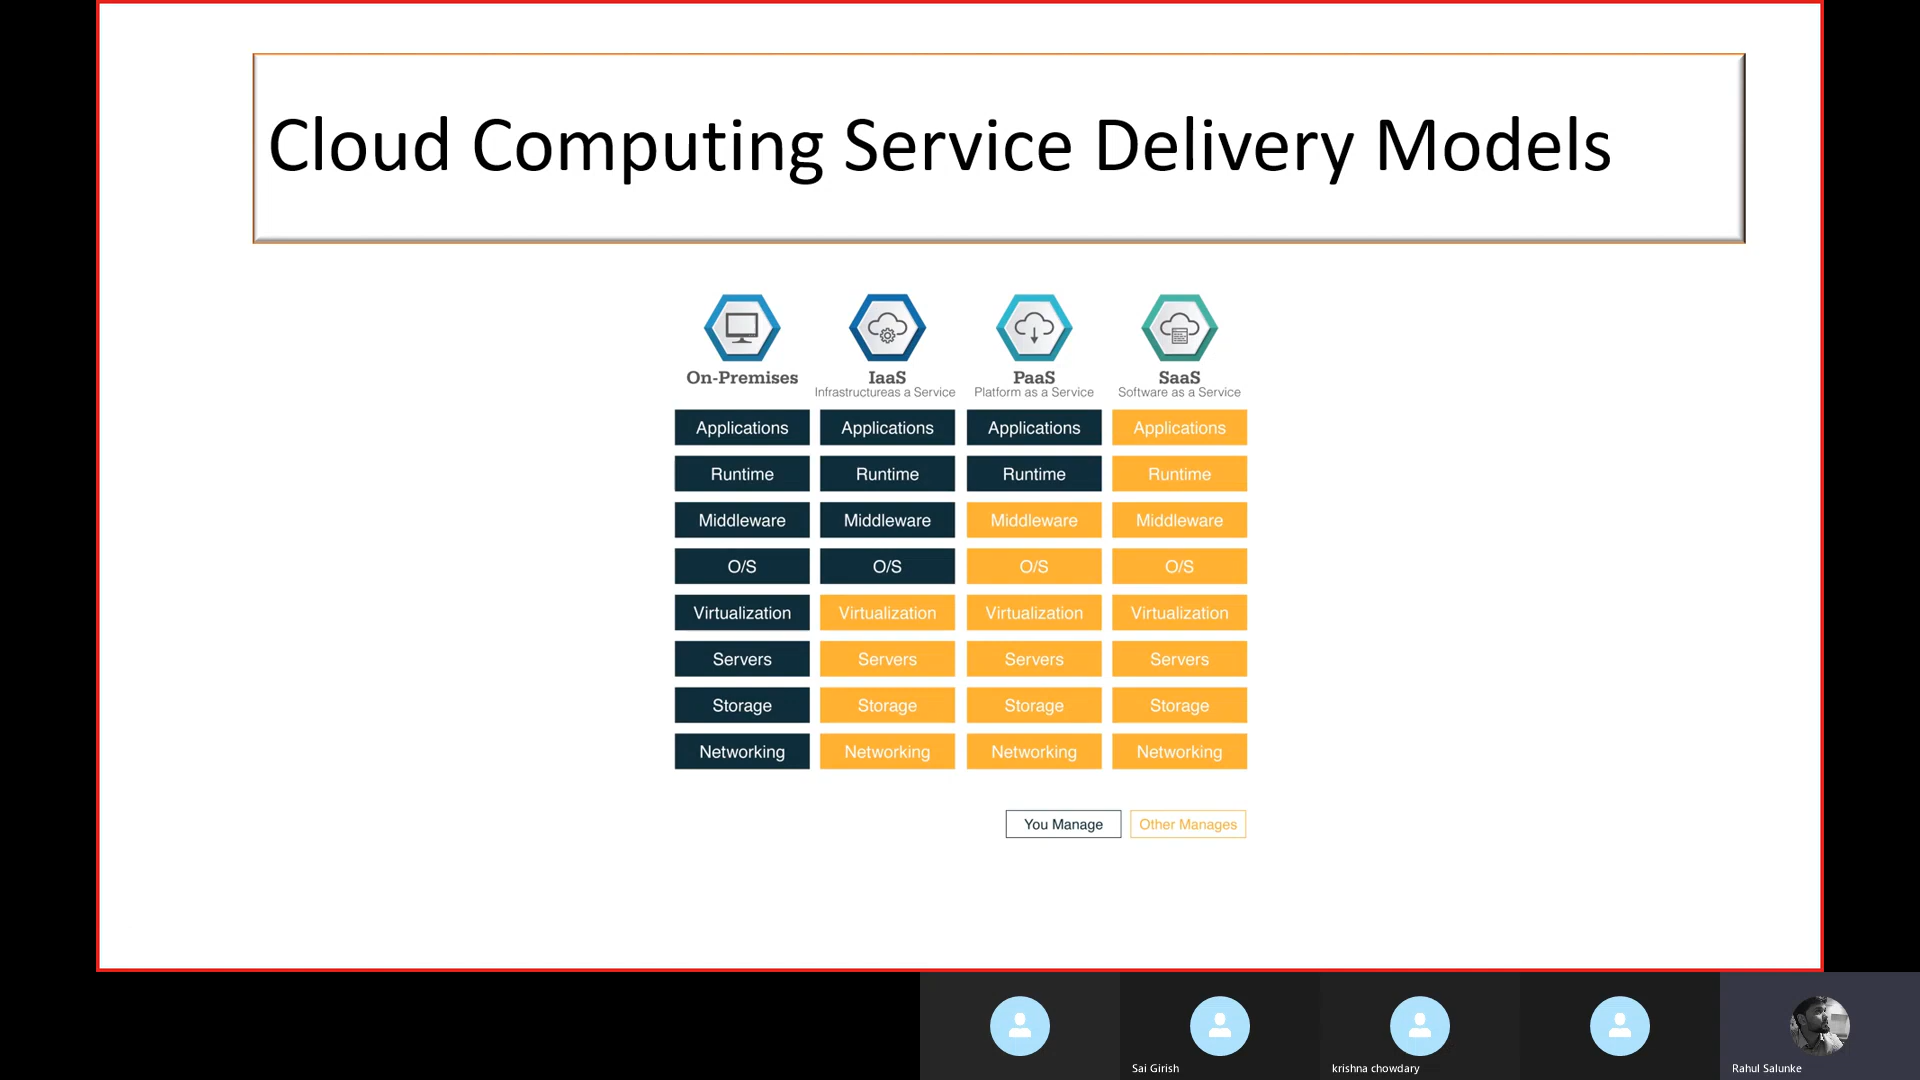 Cloud Computing Service Delivery Models
On-Premises IaaS PaaS SaaS
Infrastructureas a Service Platform as a Service Software as a Service
Applications Applications Applications Applications
Runtime Runtime Runtime Runtime
Middleware Middleware Middleware Middleware
O/S O/S O/S O/S
Virtualization Virtualization Virtualization Virtualization
Servers Servers Servers Servers
Storage Storage Storage Storage
Networking Networking Networking Networking
You Manage Other Manages
Sai Girish krishna chowdary Rahul Salunke